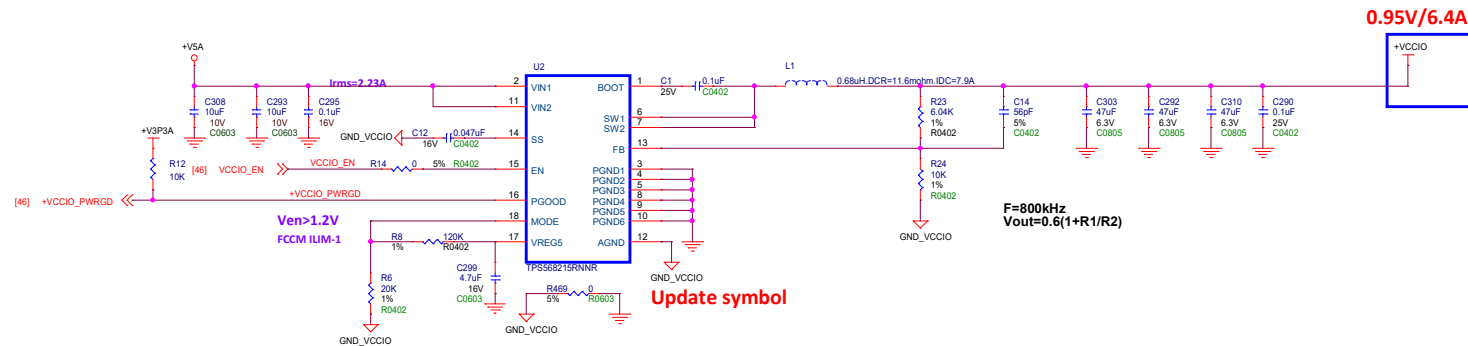 0.95V/6.4A
+VCCIO
+V5A
U2
L1
Irms=2.23A
2 VIN1 BOOT 1
C1 0.1uF
25V C0402
0.68uH.DCR=11.6mohm.IDC=7.9A
11 VIN2
C308
10uF
10V
C0603
C293
10uF
10V
C0603
C295
0.1uF
16V
SW1 6
SW2 7
R23
6.04K
1%
R0402
C14
56pF
5%
C0402
C303
47uF
6.3V
C0805
C292
47uF
6.3V
C0805
C310
47uF
6.3V
C0805
C290
0.1uF
25V
C0402
+V3P3A
GND_VCCIO C12 0.047uF
16V C0402
14 SS
FB 13
R12
10K
[46] VCCIO_EN VCCIO_EN
R14 0 5% R0402
15 EN
PGND1 3
PGND2 4
PGND3 5
PGND4 8
PGND5 9
PGND6 10
R24
10K
1%
R0402
[46] +VCCIO_PWRGD +VCCIO_PWRGD
16 PGOOD
F=800kHz
Vout=0.6(1+R1/R2)
Ven>1.2V
FCCM ILIM-1
18 MODE
R8 120K
1% R0402
17 VREG5
AGND 12
GND_VCCIO
TPS568215RNNR
C299
4.7uF
16V
C0603
GND_VCCIO
R6
20K
1%
R0402
R469 0
5% R0603
Update symbol
GND_VCCIO
GND_VCCIO